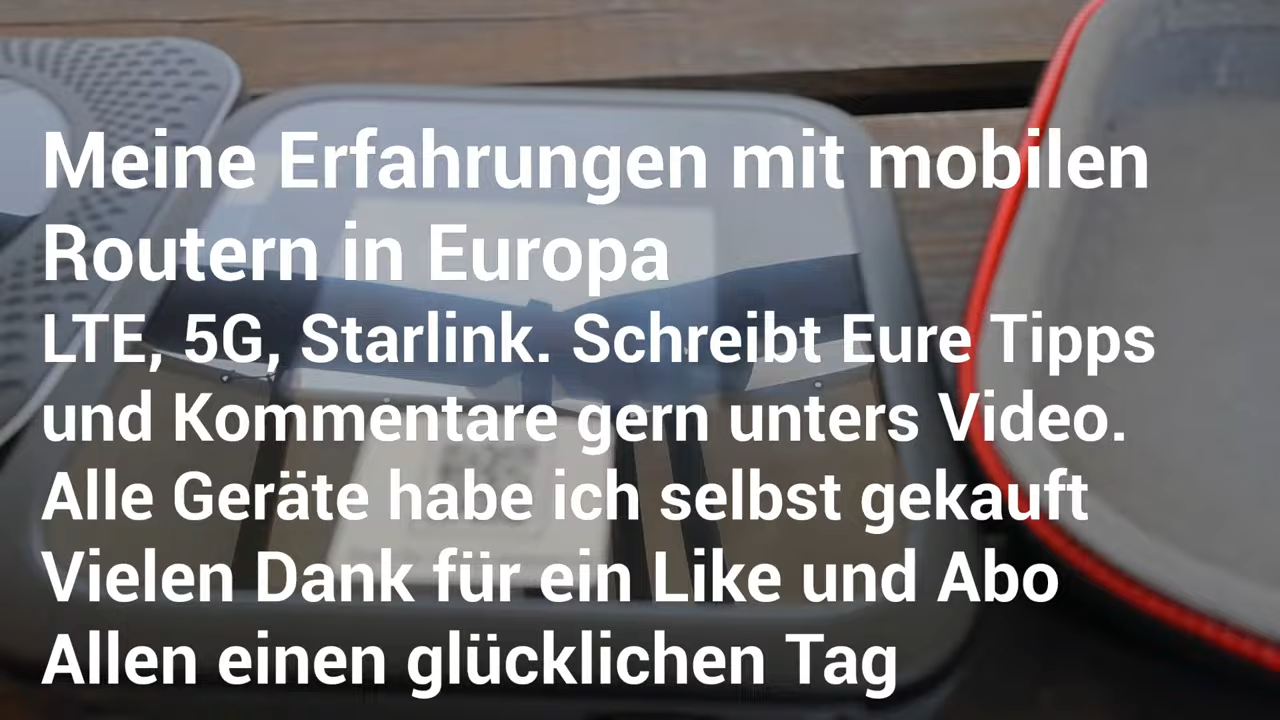 Meine Erfahrungen mit mobilen
Routern in Europa
LTE, 5G, Starlink. Schreibt Eure Tipps
und Kommentare gern unters Video.
Alle Geräte habe ich selbst gekauft
Vielen Dank für ein Like und Abo
Allen einen glücklichen Tag